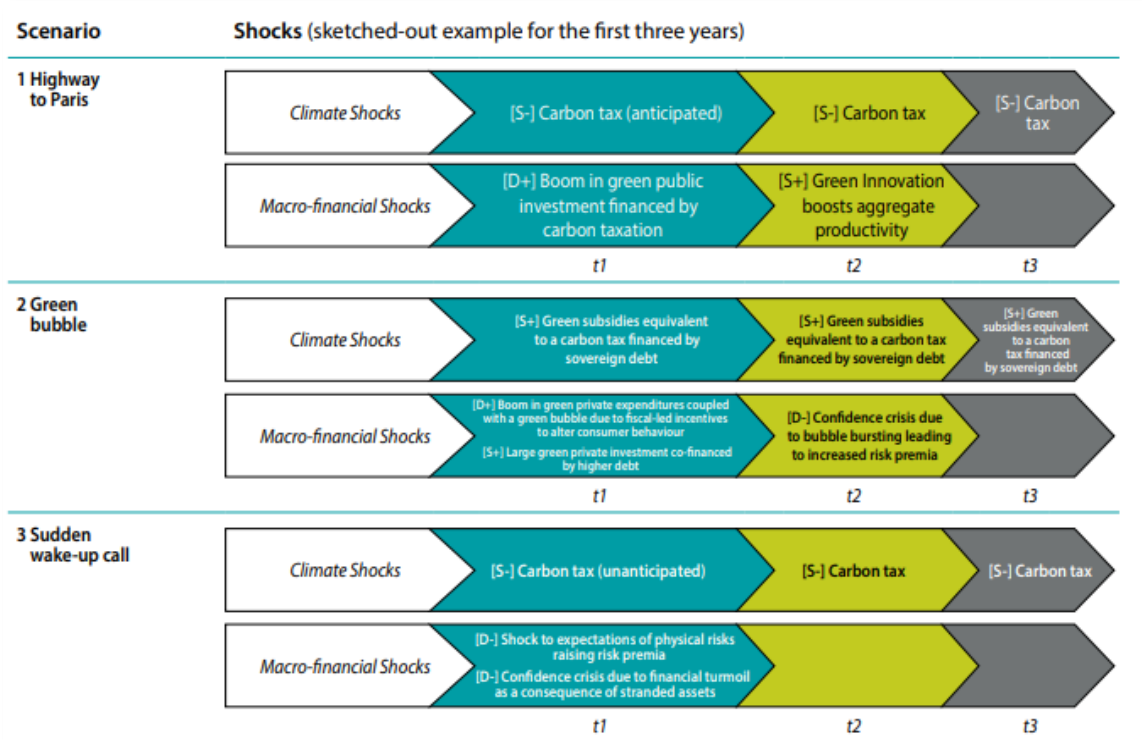 Scenario
Shocks (sketched-out example for the first three years)
1 Highway
to Paris
Climate Shocks
[S-] Carbon tax (anticipated)
[S-] Carbon tax
[S-] Carbon
tax
Macro-financial Shocks
[D+] Boom in green public
investment financed by
carbon taxation
[S+] Green Innovation
boosts aggregate
productivity
t1
t2
t3
2 Green
bubble
Climate Shocks
[S+] Green subsidies equivalent
to a carbon tax financed by
sovereign debt
[S+] Green subsidies
equivalent to a carbon tax
financed by sovereign debt
[S+] Green
subsidies equivalent
to a carbon
tax financed
by sovereign debt
Macro-financial Shocks
[D+] Boom in green private expenditures coupled
with a green bubble due to fiscal-led incentives
to alter consumer behaviour
[S+] Large green private investment co-financed
by higher debt
[D-] Confidence crisis due
to bubble bursting leading
to increased risk premia
t1
t2
t3
3 Sudden
wake-up call
Climate Shocks
[S-] Carbon tax (unanticipated)
[S-] Carbon tax
[S-] Carbon tax
Macro-financial Shocks
[D-] Shock to expectations of physical risks
raising risk premia
[D-] Confidence crisis due to financial turmoil
as a consequence of stranded assets
t1
t2
t3